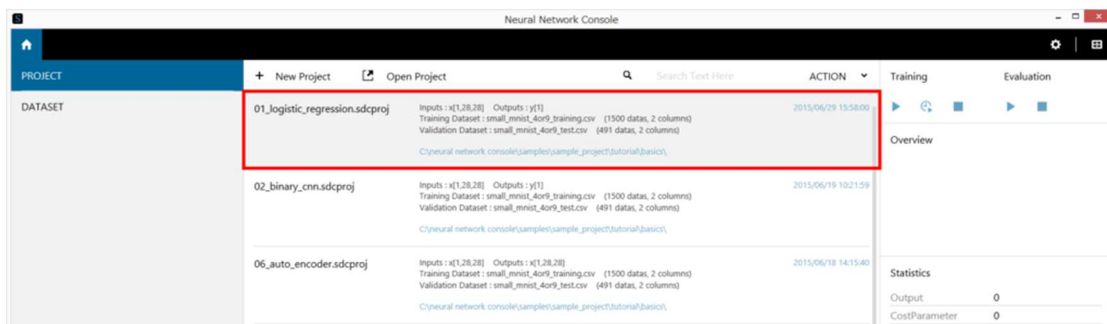 S
Neural Network Console
PROJECT
DATASET
+ New Project Open Project Search Text Here ACTION
01_logistic_regression.sdcproj
Inputs : x[1,28,28] Outputs : y[1]
Training Dataset : small_mnist_4or9_training.csv (1500 datas, 2 columns)
Validation Dataset : small_mnist_4or9_test.csv (491 datas, 2 columns)
C:\neural network console\samples\sample_project\tutorial\basics\,
2015/06/29 15:58:00
02_binary_cnn.sdcproj
Inputs : x[1,28,28] Outputs : y[1]
Training Dataset : small_mnist_4or9_training.csv (1500 datas, 2 columns)
Validation Dataset : small_mnist_4or9_test.csv (491 datas, 2 columns)
C:\neural network console\samples\sample_project\tutorial\basics\,
2015/06/19 10:21:59
06_auto_encoder.sdcproj
Inputs : x[1,28,28] Outputs : x[1,28,28]
Training Dataset : small_mnist_4or9_training.csv (1500 datas, 2 columns)
Validation Dataset : small_mnist_4or9_test.csv (491 datas, 2 columns)
C:\neural network console\samples\sample_project\tutorial\basics\,
2015/06/18 14:15:40
Training Evaluation
Overview
Statistics
Output 0
CostParameter 0